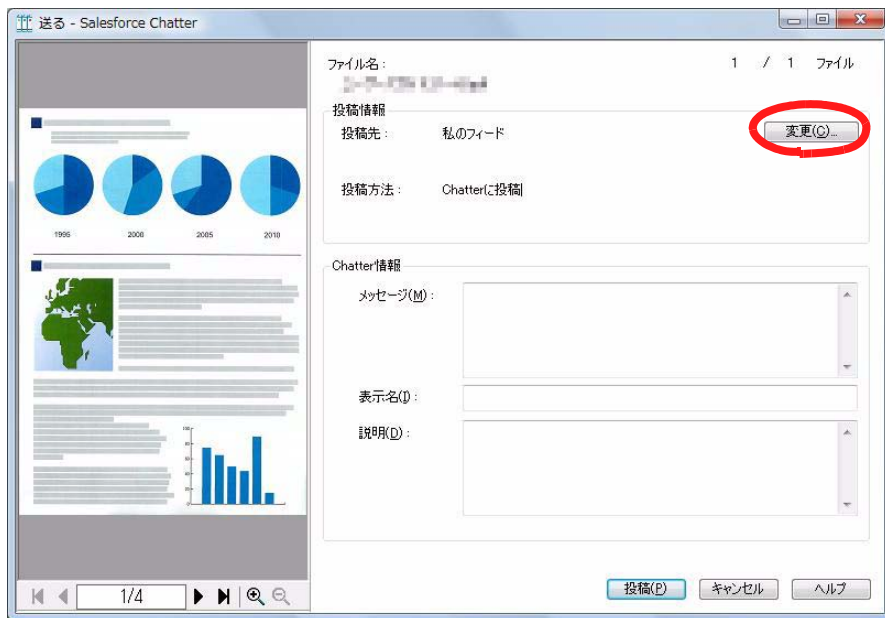 送る - Salesforce Chatter
ファイル名：
1 / 1 ファイル
投稿情報
投稿先： 私のフィード
変更(C)...
投稿方法： Chatterに投稿
1995 2000 2005 2010
Chatter情報
メッセージ(M)：
表示名(I)：
説明(D)：
1/4
投稿(P) キャンセル ヘルプ